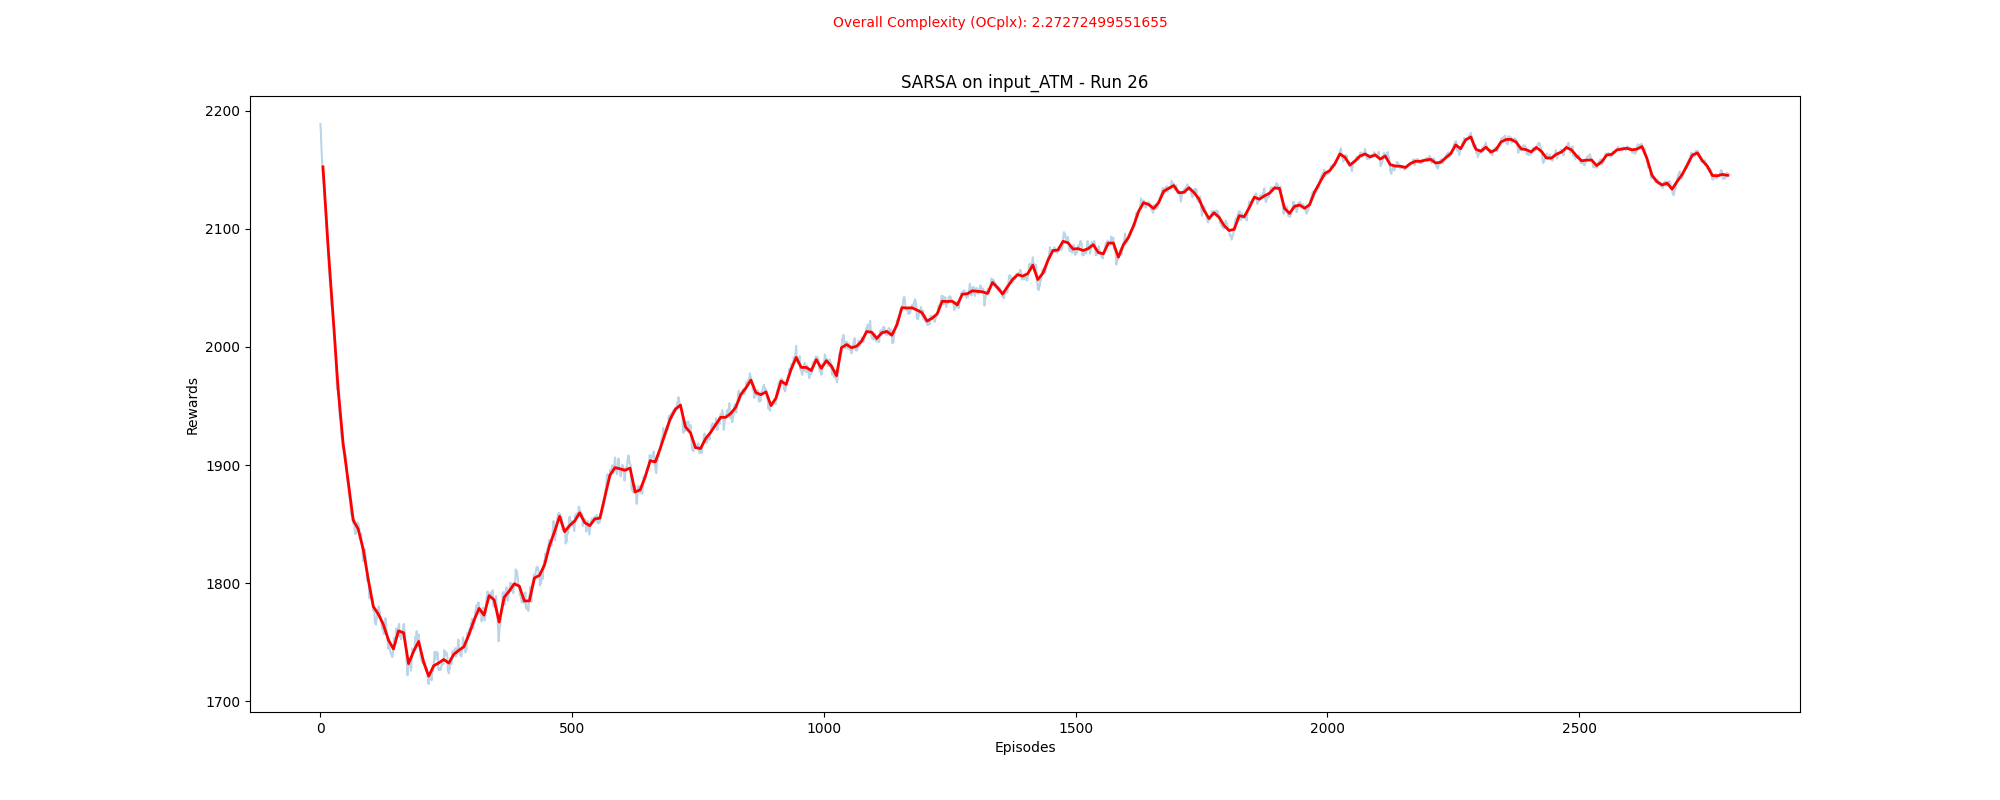 Overall Complexity (OCplx): 2.27272499551655
SARSA on input_ATM - Run 26
2200
2100
2000
1900
1800
1700
Rewards
0 500 1000 1500 2000 2500
Episodes